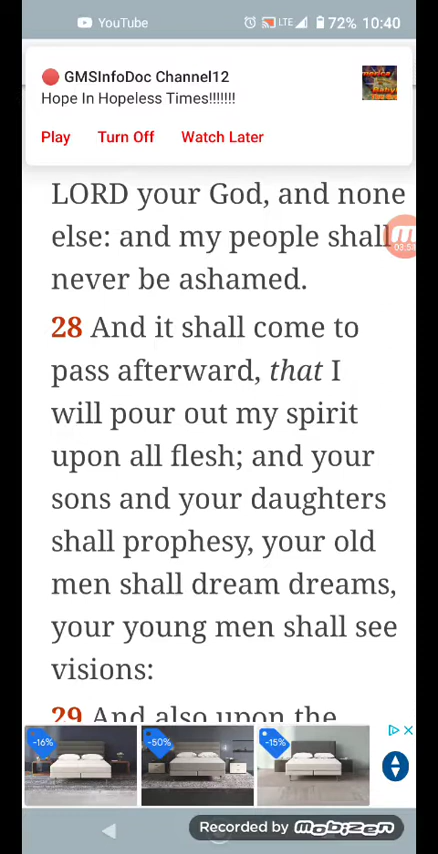 YouTube LTE 72% 10:40
GMSInfoDoc Channel12
Hope In Hopeless Times!!!!!!!
Play Turn Off Watch Later
LORD your God, and none
else: and my people shall
03:54
never be ashamed.
28 And it shall come to
pass afterward, that I
will pour out my spirit
upon all flesh; and your
sons and your daughters
shall prophesy, your old
men shall dream dreams,
your young men shall see
visions:
29 And also upon the
-16% -50% -15%
Recorded by mobizen